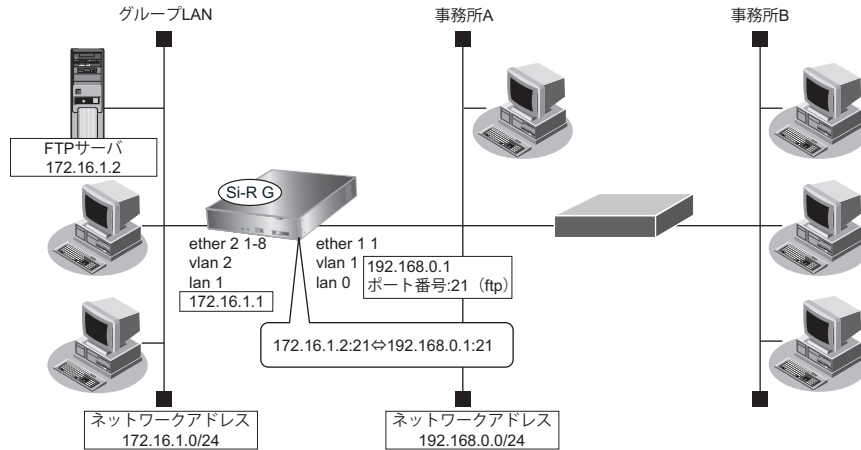 グループLAN
事務所A
事務所B
FTPサーバ
172.16.1.2
Si-R G
ether 2 1-8
vlan 2
lan 1
172.16.1.1
ether 1 1
vlan 1
lan 0
192.168.0.1
ポート番号:21（ftp）
172.16.1.2:21⇔192.168.0.1:21
ネットワークアドレス
172.16.1.0/24
ネットワークアドレス
192.168.0.0/24